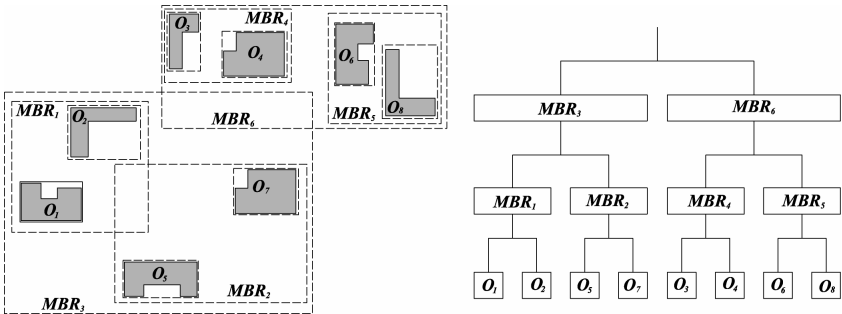 O3
MBR4
O4
O6
MBR5
O8
MBR6
MBR1
O2
O1
O7
O5
MBR2
MBR3
MBR3 MBR6
MBR1 MBR2 MBR4 MBR5
O1 O2 O5 O7 O3 O4 O6 O8